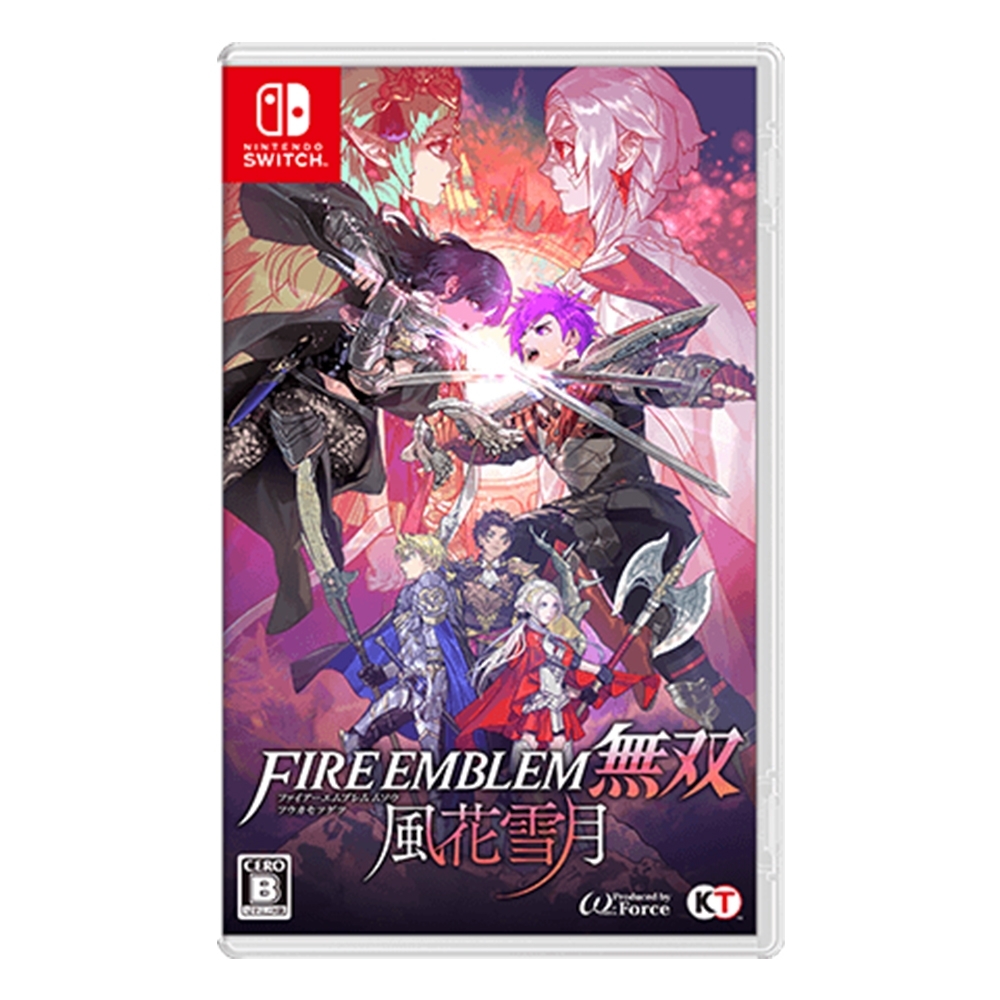 NINTENDO
SWITCH™
FIRE EMBLEM 無双
ファイアーエムブレムムソウ
フウカセツゲツ
風花雪月
CERO
B
ω-Force
Produced by
KT